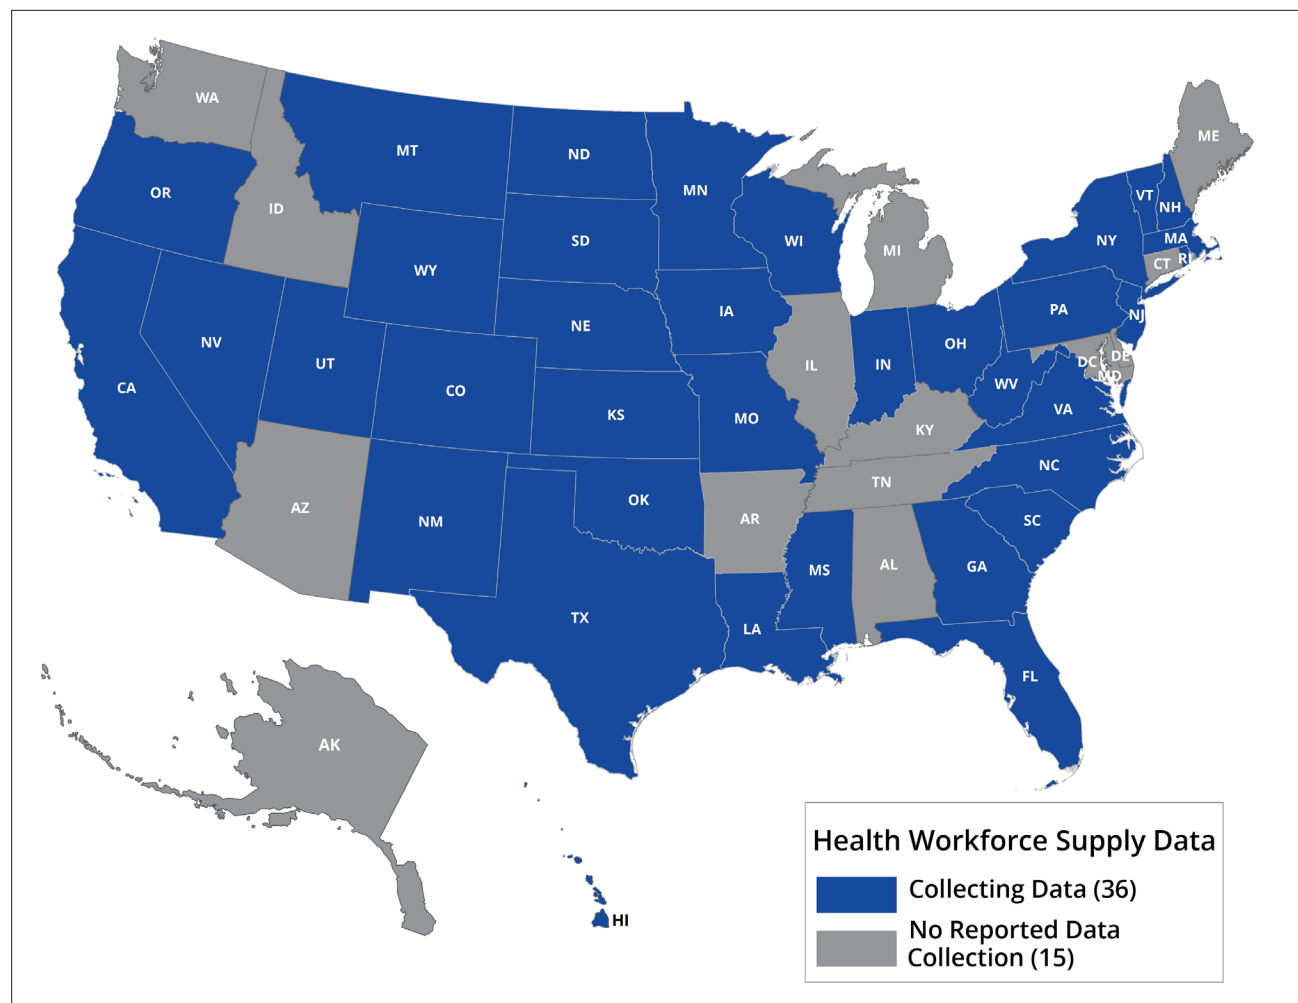 WA
ME
MT
ND
OR
MN
VT
ID
NH
SD
WI
NY
MA
MI
CT
RI
WY
IA
PA
NE
NJ
NV
OH
UT
IL
IN
DE
DC
MD
CA
CO
WV
KS
MO
VA
KY
NC
TN
OK
AZ
AR
SC
NM
MS
AL
GA
TX
LA
FL
AK
HI
Health Workforce Supply Data
Collecting Data (36)
No Reported Data
Collection (15)